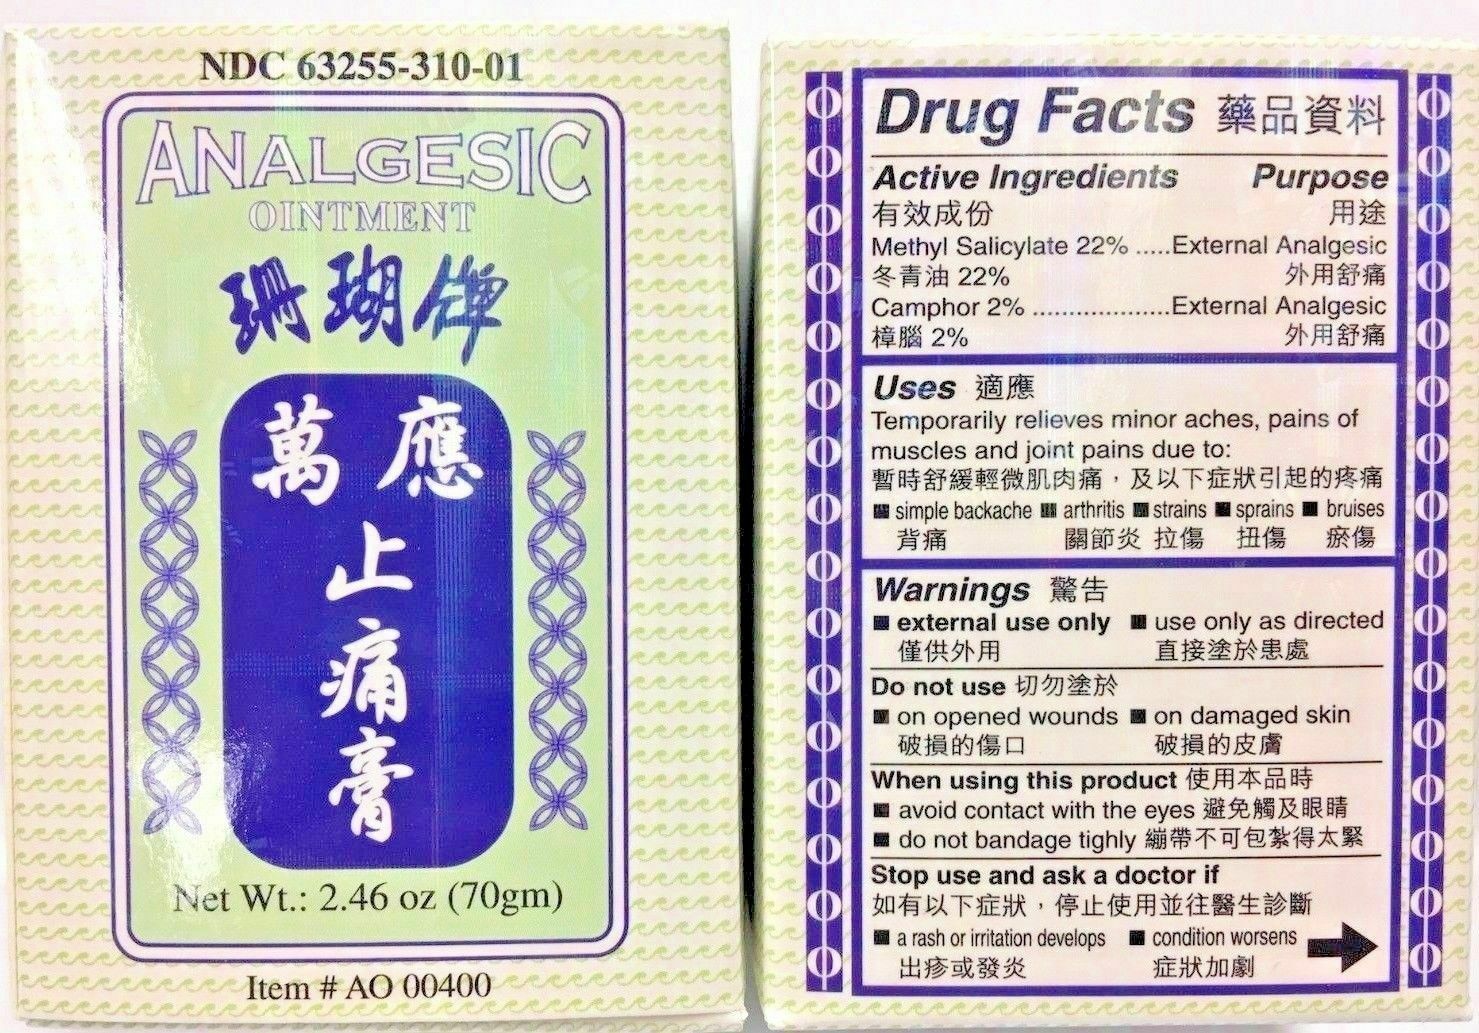 NDC 63255-310-01
ANALGESIC
OINTMENT
珊瑚牌
萬應
止
痛
膏
Net Wt.: 2.46 oz (70gm)
Item # AO 00400
Drug Facts 藥品資料
Active Ingredients Purpose
有效成份 用途
Methyl Salicylate 22% .....External Analgesic
冬青油 22% 外用舒痛
Camphor 2% ...................External Analgesic
樟腦 2% 外用舒痛
Uses 適應
Temporarily relieves minor aches, pains of
muscles and joint pains due to:
暫時舒緩輕微肌肉痛，及以下症狀引起的疼痛
■ simple backache ■ arthritis ■ strains ■ sprains ■ bruises
背痛 關節炎 拉傷 扭傷 瘀傷
Warnings 驚告
■ external use only ■ use only as directed
僅供外用 直接塗於患處
Do not use 切勿塗於
■ on opened wounds ■ on damaged skin
破損的傷口 破損的皮膚
When using this product 使用本品時
■ avoid contact with the eyes 避免觸及眼睛
■ do not bandage tighly 繃帶不可包紮得太緊
Stop use and ask a doctor if
如有以下症狀，停止使用並往醫生診斷
■ a rash or irritation develops ■ condition worsens
出疹或發炎 症狀加劇